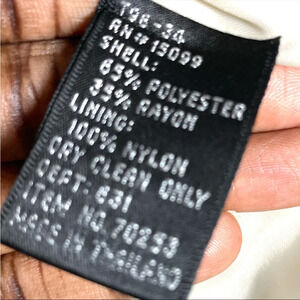 RN#15099
SHELL:
65% POLYESTER
35% RAYON
LINING:
100% NYLON
DRY CLEAN ONLY
DEPT: 631
ITEM NO. 70233
MADE IN THAILAND